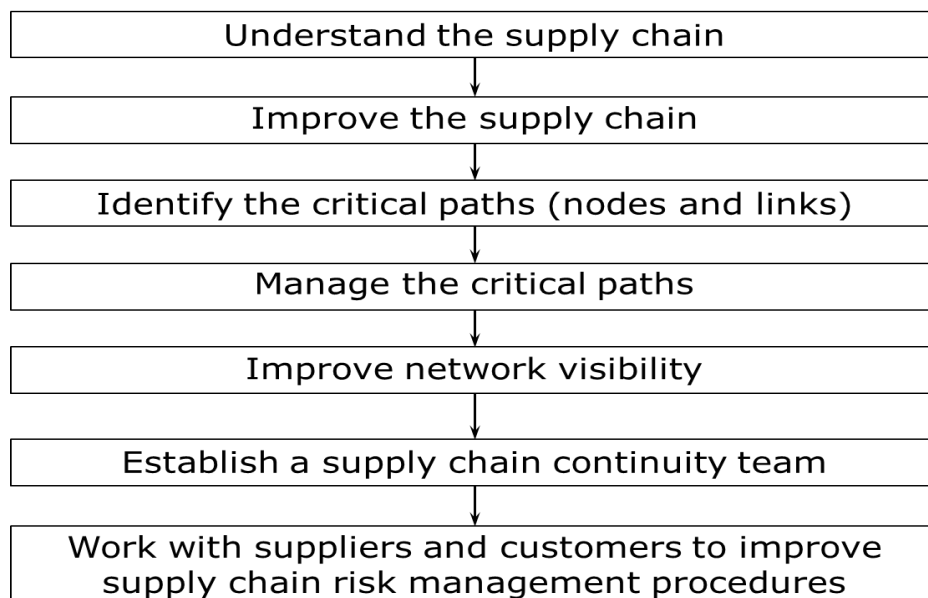 Understand the supply chain
Improve the supply chain
Identify the critical paths (nodes and links)
Manage the critical paths
Improve network visibility
Establish a supply chain continuity team
Work with suppliers and customers to improve
supply chain risk management procedures